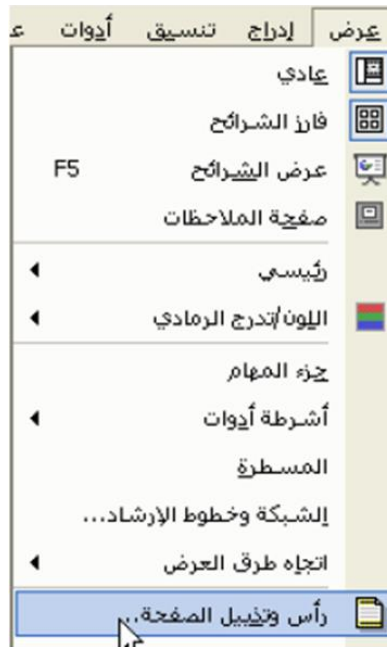 عرض إدراج تنسيق أدوات
عادي
فارز الشرائح
عرض الشرائح F5
صفحة الملاحظات
رئيسي
اللون/تدرج الرمادي
جزء المهام
أشرطة أدوات
المسطرة
الشبكة وخطوط الإرشاد...
اتجاه طرق العرض
رأس وتذييل الصفحة...